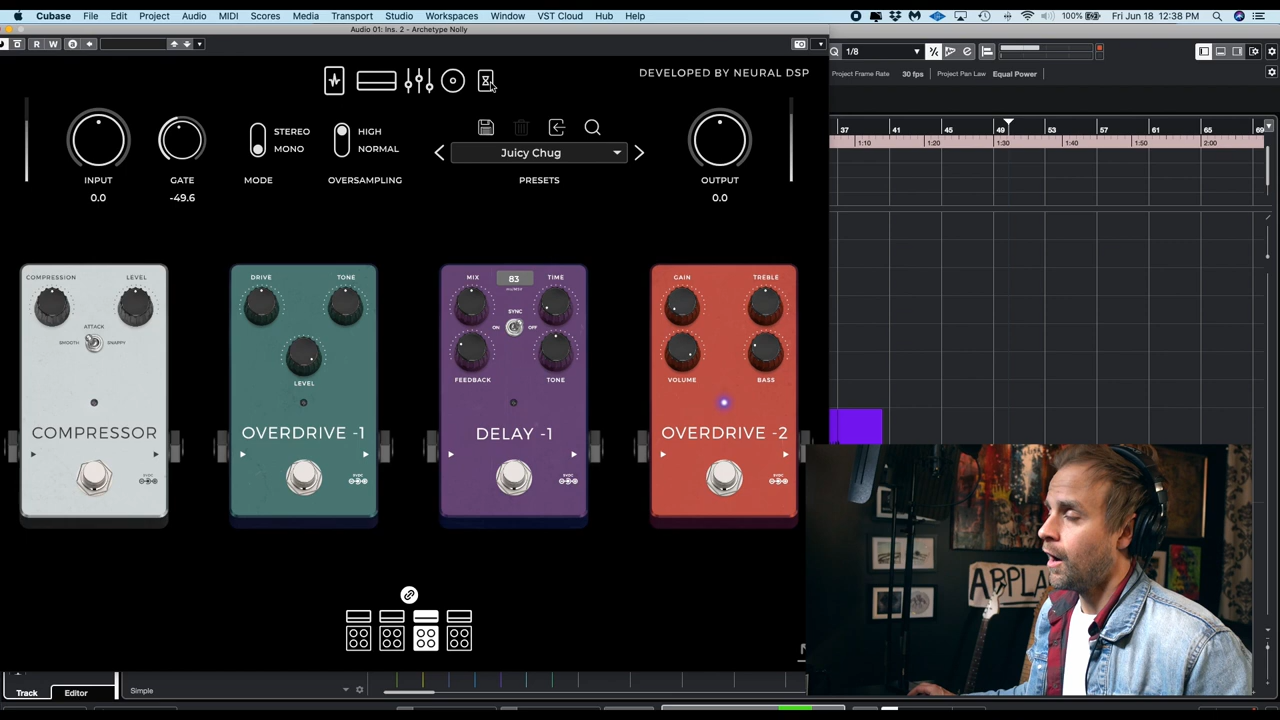 Cubase File Edit Project Audio MIDI Scores Media Transport Studio Workspaces Window VST Cloud Hub Help 100% Fri Jun 18 12:38 PM
Audio 01: Ins. 2 - Archetype Nolly
R W
1/8
Project Frame Rate 30 fps Project Pan Law Equal Power
DEVELOPED BY NEURAL DSP
37 41 45 49 53 57 61 65 69
1:10 1:20 1:30 1:40 1:50 2:00
STEREO
MONO
HIGH
NORMAL
Juicy Chug
INPUT GATE MODE OVERSAMPLING PRESETS OUTPUT
0.0 -49.6 0.0
COMPRESSION LEVEL
ATTACK
SMOOTH SNAPPY
COMPRESSOR
9VDC
DRIVE TONE
LEVEL
OVERDRIVE -1
9VDC
MIX 83 TIME
SYNC
ON OFF
FEEDBACK TONE
DELAY -1
9VDC
GAIN TREBLE
VOLUME BASS
OVERDRIVE -2
9VDC
Track Editor Simple